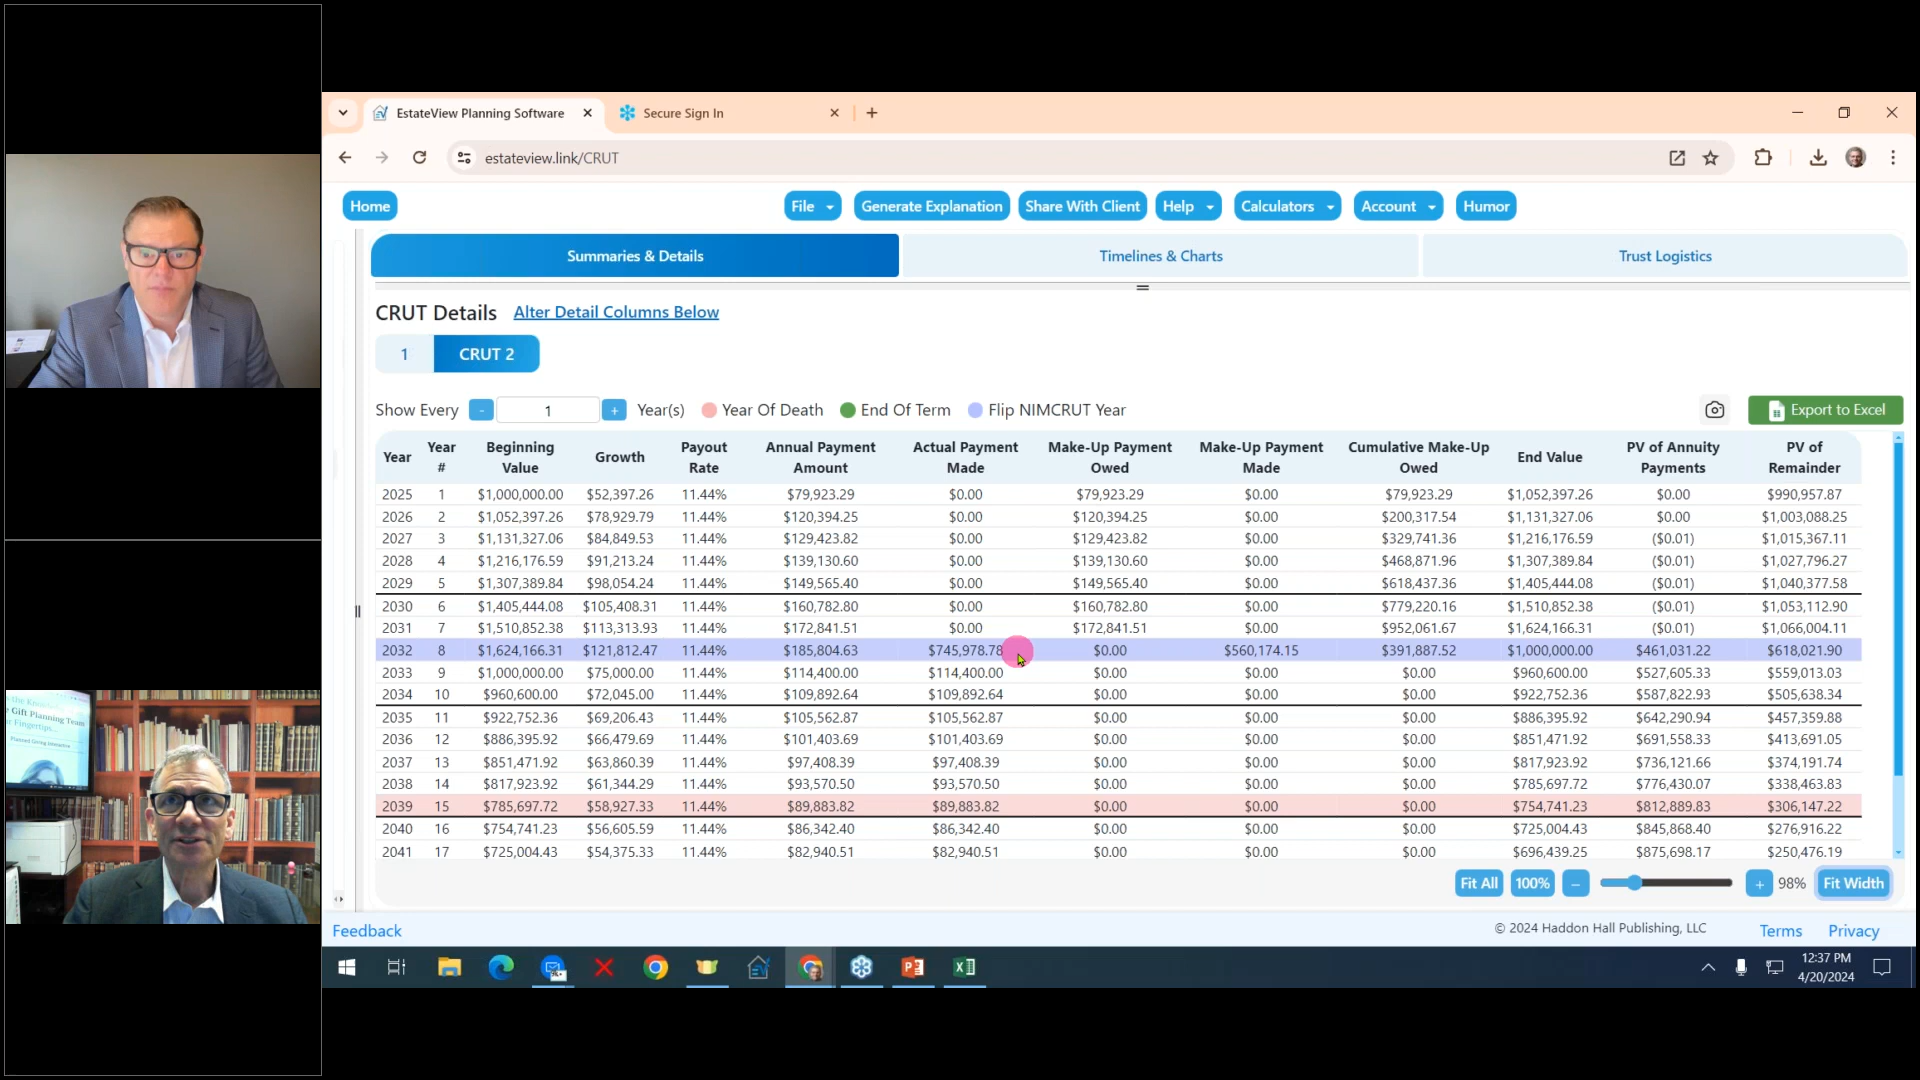 EstateView Planning Software
Secure Sign In
estateview.link/CRUT
Home
File
Generate Explanation
Share With Client
Help
Calculators
Account
Humor
Summaries & Details
Timelines & Charts
Trust Logistics
CRUT Details Alter Detail Columns Below
1 CRUT 2
Show Every - 1 + Year(s) Year Of Death End Of Term Flip NIMCRUT Year Export to Excel
Year Year # Beginning Value Growth Payout Rate Annual Payment Amount Actual Payment Made Make-Up Payment Owed Make-Up Payment Made Cumulative Make-Up Owed End Value PV of Annuity Payments PV of Remainder
2025 1 $1,000,000.00 $52,397.26 11.44% $79,923.29 $0.00 $79,923.29 $0.00 $79,923.29 $1,052,397.26 $0.00 $990,957.87
2026 2 $1,052,397.26 $78,929.79 11.44% $120,394.25 $0.00 $120,394.25 $0.00 $200,317.54 $1,131,327.06 $0.00 $1,003,088.25
2027 3 $1,131,327.06 $84,849.53 11.44% $129,423.82 $0.00 $129,423.82 $0.00 $329,741.36 $1,216,176.59 ($0.01) $1,015,367.11
2028 4 $1,216,176.59 $91,213.24 11.44% $139,130.60 $0.00 $139,130.60 $0.00 $468,871.96 $1,307,389.84 ($0.01) $1,027,796.27
2029 5 $1,307,389.84 $98,054.24 11.44% $149,565.40 $0.00 $149,565.40 $0.00 $618,437.36 $1,405,444.08 ($0.01) $1,040,377.58
2030 6 $1,405,444.08 $105,408.31 11.44% $160,782.80 $0.00 $160,782.80 $0.00 $779,220.16 $1,510,852.38 ($0.01) $1,053,112.90
2031 7 $1,510,852.38 $113,313.93 11.44% $172,841.51 $0.00 $172,841.51 $0.00 $952,061.67 $1,624,166.31 ($0.01) $1,066,004.11
2032 8 $1,624,166.31 $121,812.47 11.44% $185,804.63 $745,978.78 $0.00 $560,174.15 $391,887.52 $1,000,000.00 $461,031.22 $618,021.90
2033 9 $1,000,000.00 $75,000.00 11.44% $114,400.00 $114,400.00 $0.00 $0.00 $0.00 $960,600.00 $527,605.33 $559,013.03
2034 10 $960,600.00 $72,045.00 11.44% $109,892.64 $109,892.64 $0.00 $0.00 $0.00 $922,752.36 $587,822.93 $505,638.34
2035 11 $922,752.36 $69,206.43 11.44% $105,562.87 $105,562.87 $0.00 $0.00 $0.00 $886,395.92 $642,290.94 $457,359.88
2036 12 $886,395.92 $66,479.69 11.44% $101,403.69 $101,403.69 $0.00 $0.00 $0.00 $851,471.92 $691,558.33 $413,691.05
2037 13 $851,471.92 $63,860.39 11.44% $97,408.39 $97,408.39 $0.00 $0.00 $0.00 $817,923.92 $736,121.66 $374,191.74
2038 14 $817,923.92 $61,344.29 11.44% $93,570.50 $93,570.50 $0.00 $0.00 $0.00 $785,697.72 $776,430.07 $338,463.83
2039 15 $785,697.72 $58,927.33 11.44% $89,883.82 $89,883.82 $0.00 $0.00 $0.00 $754,741.23 $812,889.83 $306,147.22
2040 16 $754,741.23 $56,605.59 11.44% $86,342.40 $86,342.40 $0.00 $0.00 $0.00 $725,004.43 $845,868.40 $276,916.22
2041 17 $725,004.43 $54,375.33 11.44% $82,940.51 $82,940.51 $0.00 $0.00 $0.00 $696,439.25 $875,698.17 $250,476.19
Fit All 100% - + 98% Fit Width
Feedback
© 2024 Haddon Hall Publishing, LLC
Terms
Privacy
12:37 PM
4/20/2024
Gift Planning Team
Fingertips...